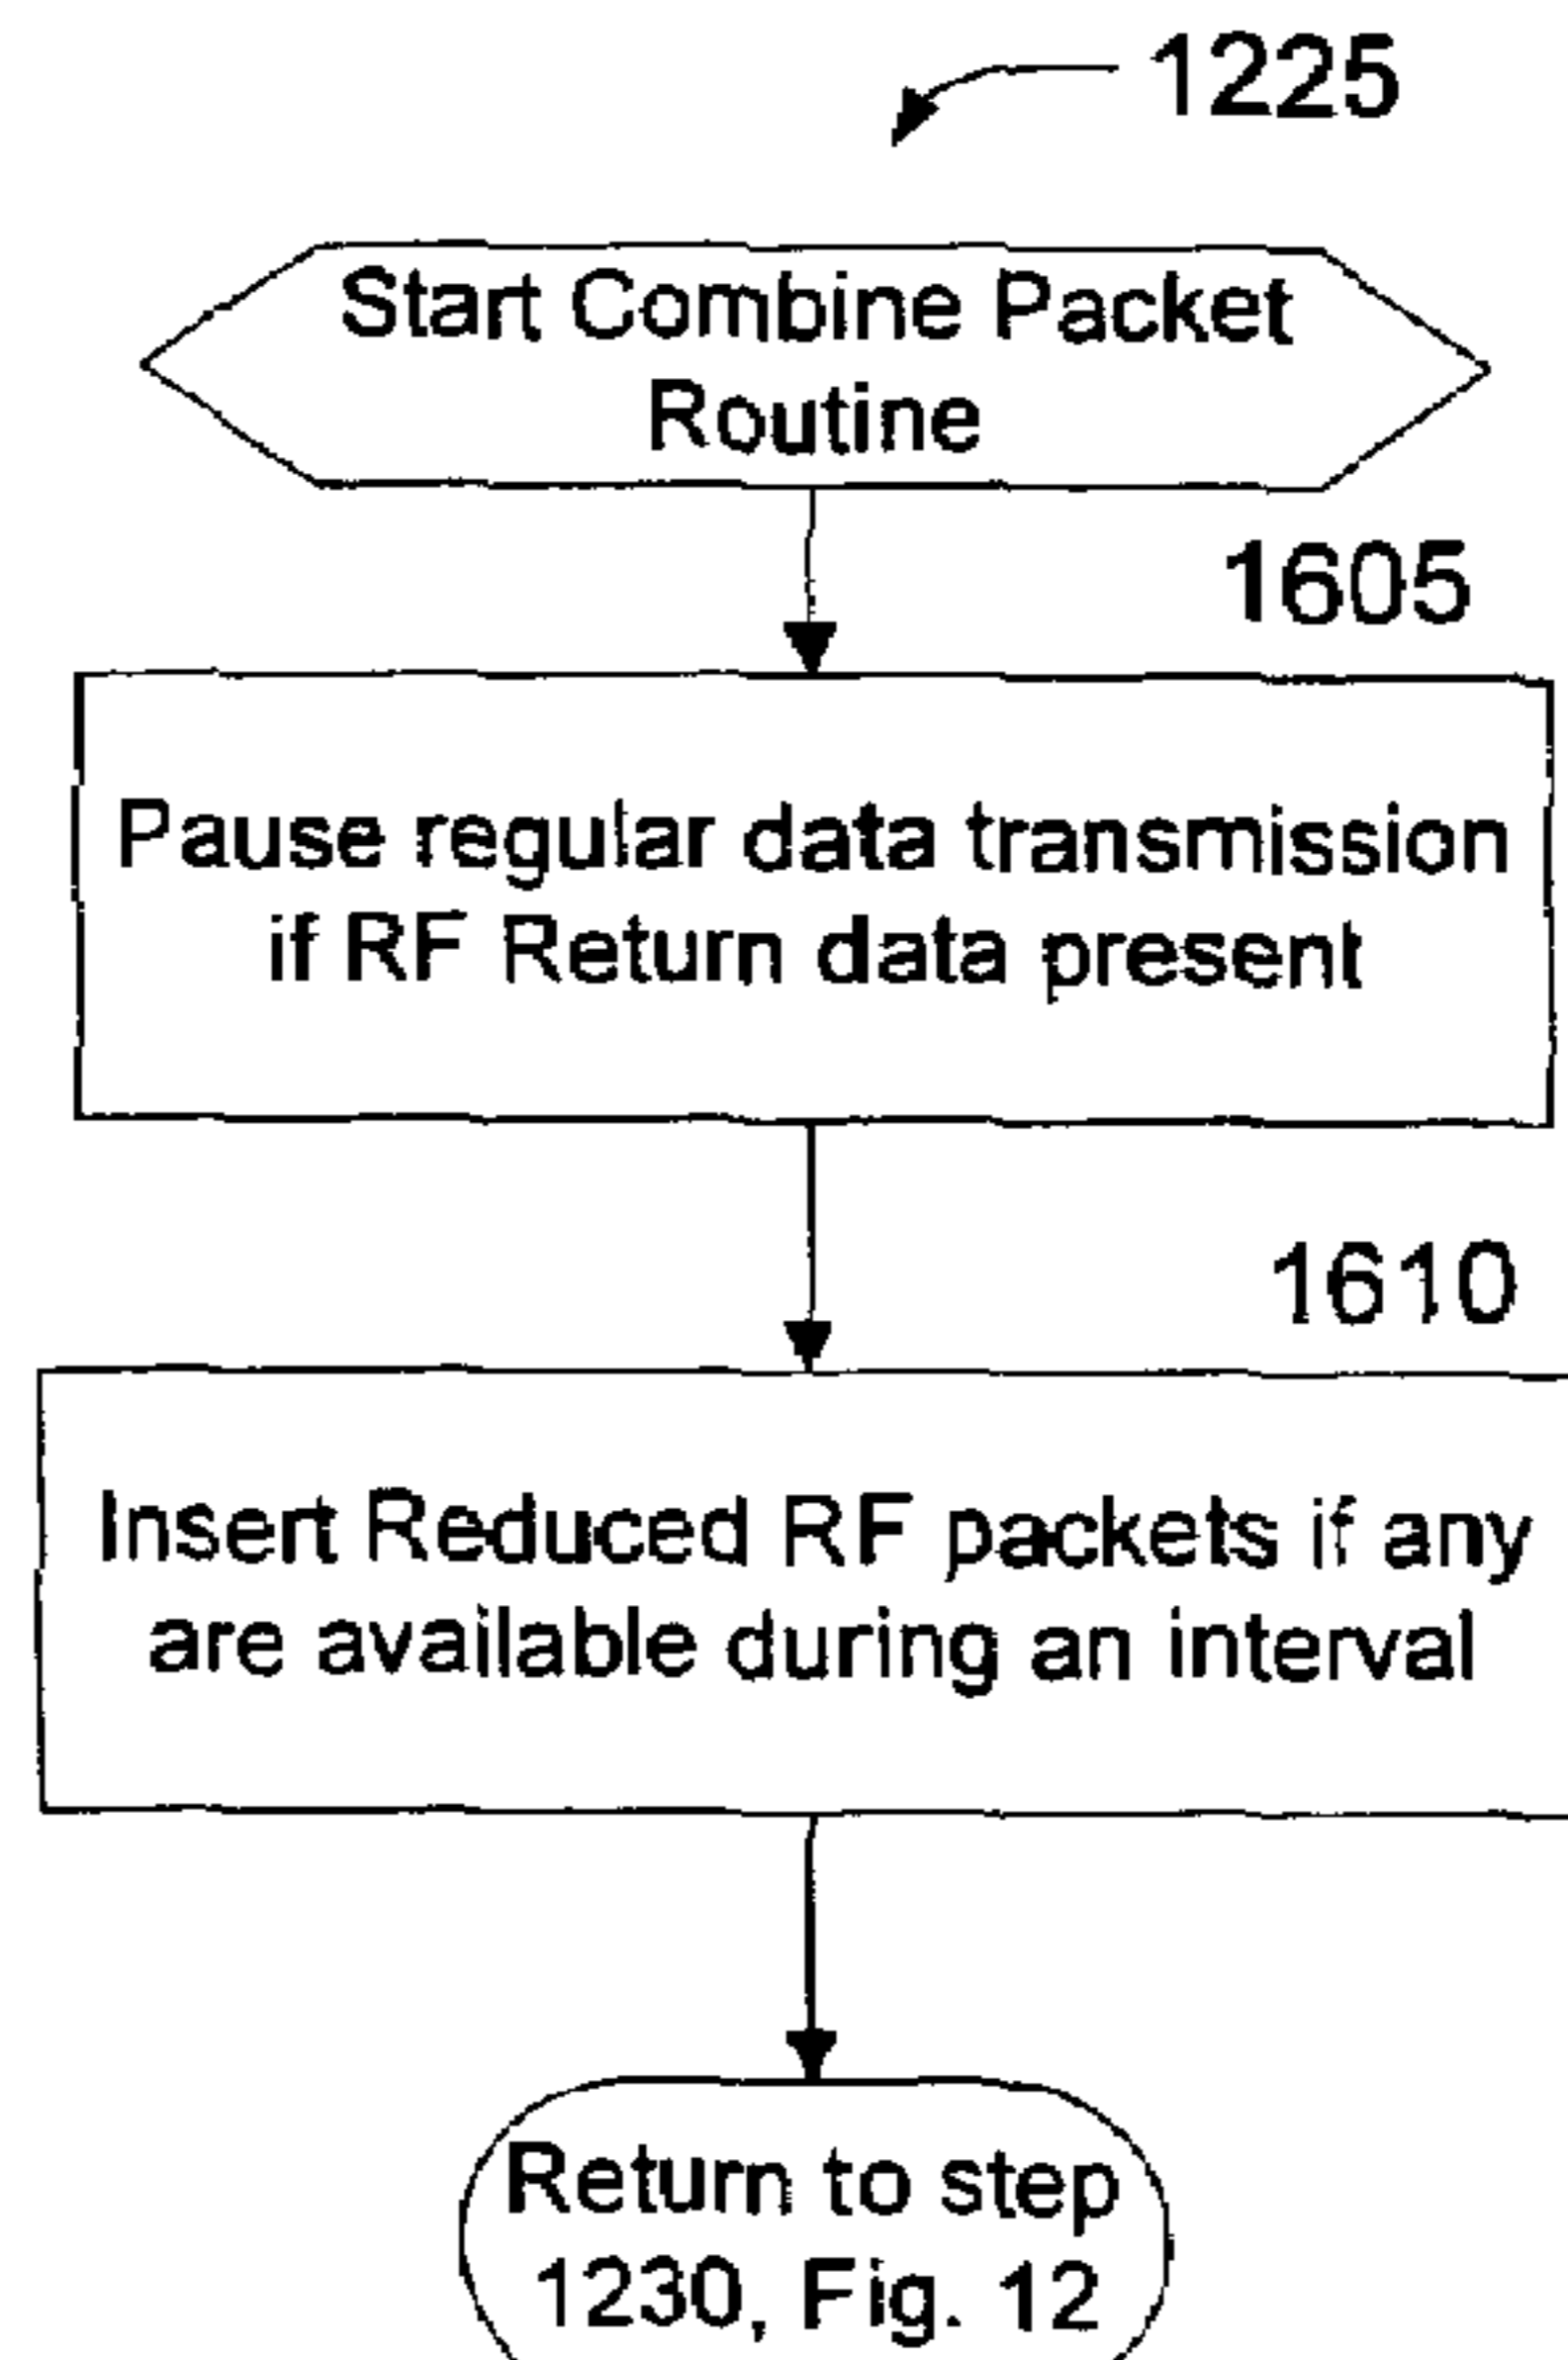 1225
Start Combine Packet
Routine
1605
Pause regular data transmission
if RF Return data present
1610
Insert Reduced RF packets if any
are available during an interval
Return to step
1230, Fig. 12